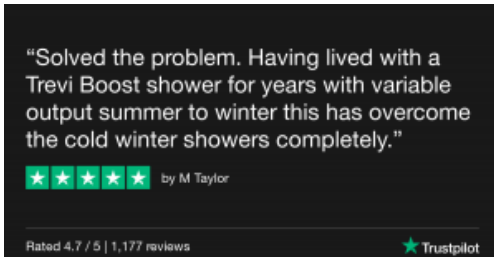 “Solved the problem. Having lived with a
Trevi Boost shower for years with variable
output summer to winter this has overcome
the cold winter showers completely.”
by M Taylor
Rated 4.7 / 5 | 1,177 reviews
Trustpilot